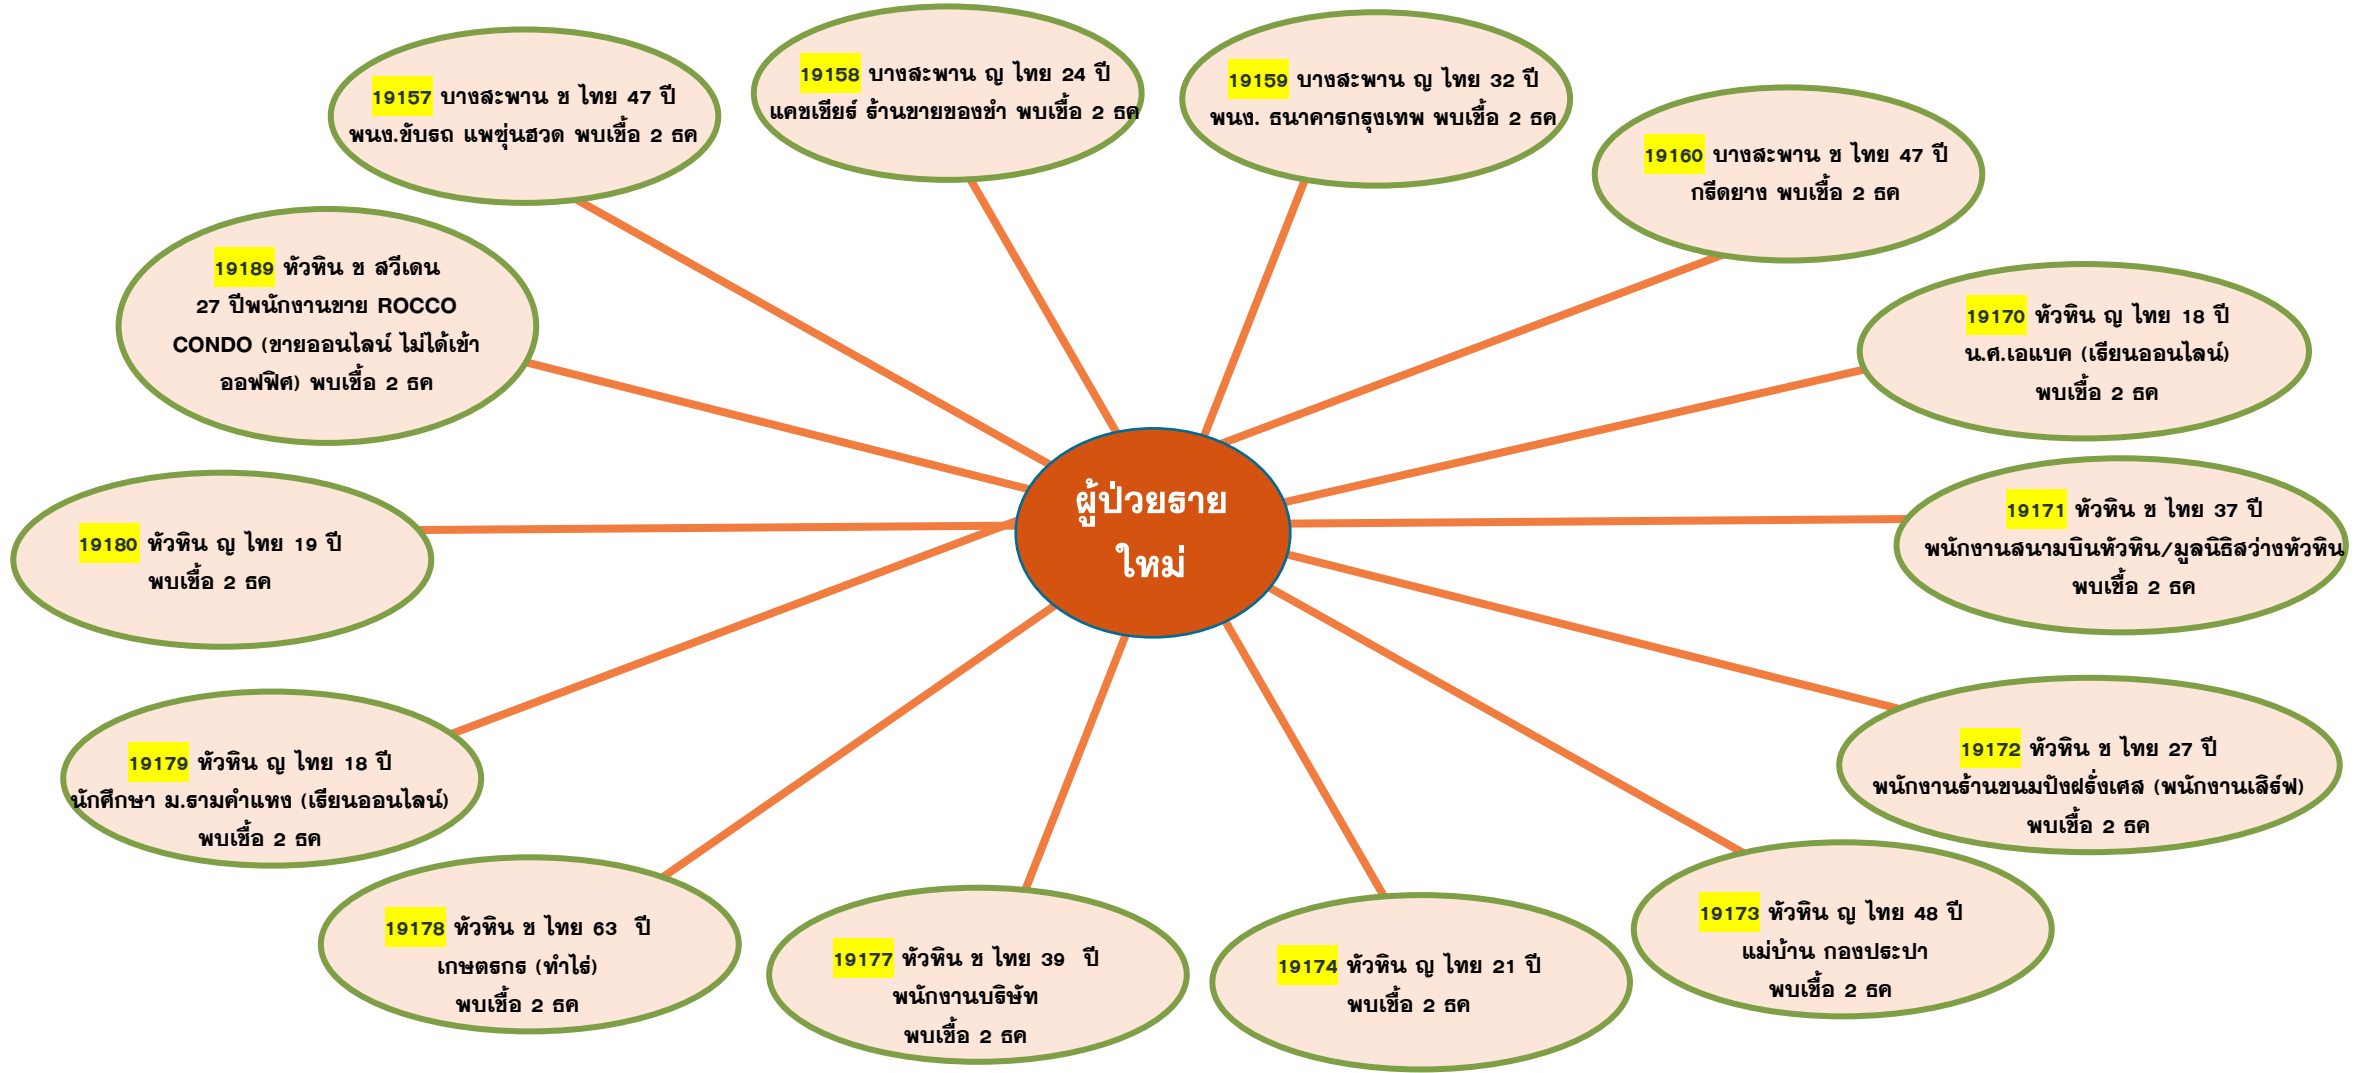 19157 บางสะพาน ช ไทย 47 ปี
พนง.ขับรถ แพชุ่นฮวด พบเชื้อ 2 ธค
19158 บางสะพาน ญ ไทย 24 ปี
แคชเชียร์ ร้านขายของชำ พบเชื้อ 2 ธค
19159 บางสะพาน ญ ไทย 32 ปี
พนง. ธนาคารกรุงเทพ พบเชื้อ 2 ธค
19160 บางสะพาน ช ไทย 47 ปี
กรีดยาง พบเชื้อ 2 ธค
19170 หัวหิน ญ ไทย 18 ปี
น.ศ.เอแบค (เรียนออนไลน์)
พบเชื้อ 2 ธค
19171 หัวหิน ช ไทย 37 ปี
พนักงานสนามบินหัวหิน/มูลนิธิสว่างหัวหิน
พบเชื้อ 2 ธค
19172 หัวหิน ช ไทย 27 ปี
พนักงานร้านขนมปังฝรั่งเศส (พนักงานเสิร์ฟ)
พบเชื้อ 2 ธค
19173 หัวหิน ญ ไทย 48 ปี
แม่บ้าน กองประปา
พบเชื้อ 2 ธค
19174 หัวหิน ญ ไทย 21 ปี
พบเชื้อ 2 ธค
19177 หัวหิน ช ไทย 39 ปี
พนักงานบริษัท
พบเชื้อ 2 ธค
19178 หัวหิน ช ไทย 63 ปี
เกษตรกร (ทำไร่)
พบเชื้อ 2 ธค
19179 หัวหิน ญ ไทย 18 ปี
นักศึกษา ม.รามคำแหง (เรียนออนไลน์)
พบเชื้อ 2 ธค
19180 หัวหิน ญ ไทย 19 ปี
พบเชื้อ 2 ธค
19189 หัวหิน ช สวีเดน
27 ปีพนักงานขาย ROCCO
CONDO (ขายออนไลน์ ไม่ได้เข้า
ออฟฟิศ) พบเชื้อ 2 ธค
ผู้ป่วยราย
ใหม่